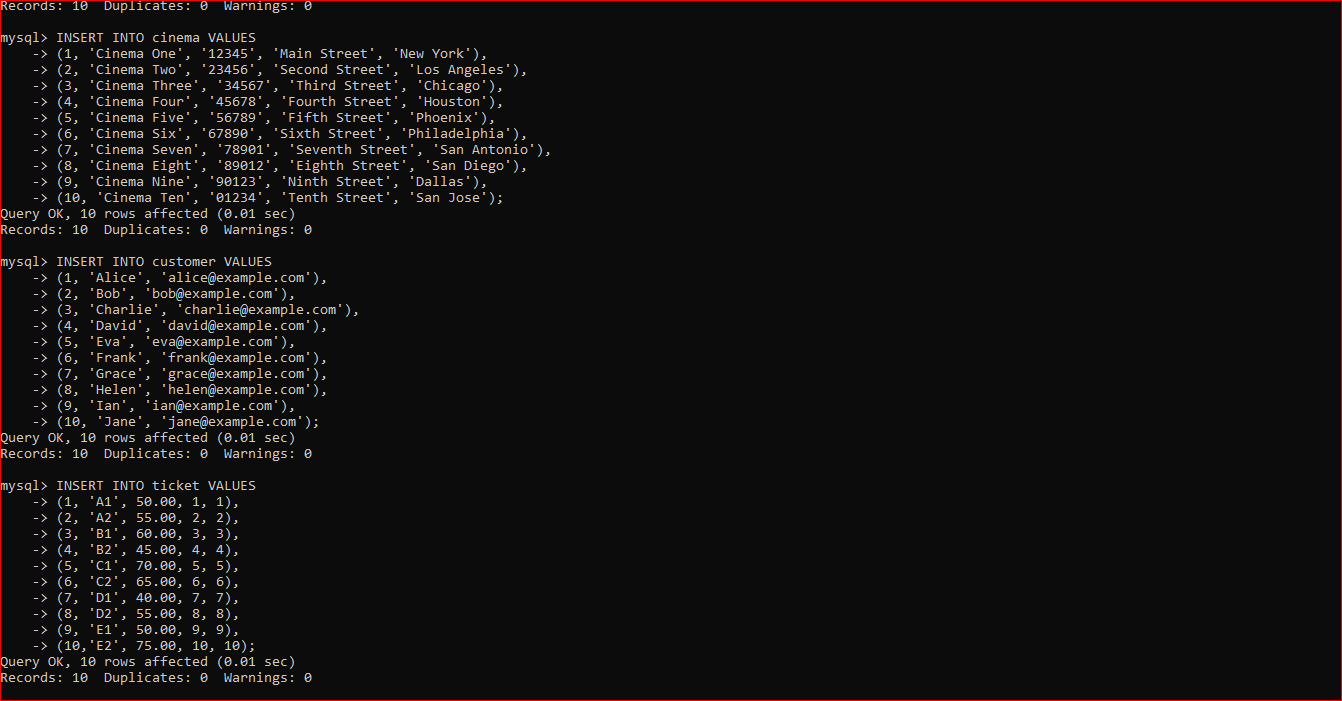 Records: 10  Duplicates: 0  Warnings: 0
mysql> INSERT INTO cinema VALUES
    -> (1, 'Cinema One', '12345', 'Main Street', 'New York'),
    -> (2, 'Cinema Two', '23456', 'Second Street', 'Los Angeles'),
    -> (3, 'Cinema Three', '34567', 'Third Street', 'Chicago'),
    -> (4, 'Cinema Four', '45678', 'Fourth Street', 'Houston'),
    -> (5, 'Cinema Five', '56789', 'Fifth Street', 'Phoenix'),
    -> (6, 'Cinema Six', '67890', 'Sixth Street', 'Philadelphia'),
    -> (7, 'Cinema Seven', '78901', 'Seventh Street', 'San Antonio'),
    -> (8, 'Cinema Eight', '89012', 'Eighth Street', 'San Diego'),
    -> (9, 'Cinema Nine', '90123', 'Ninth Street', 'Dallas'),
    -> (10, 'Cinema Ten', '01234', 'Tenth Street', 'San Jose');
Query OK, 10 rows affected (0.01 sec)
Records: 10  Duplicates: 0  Warnings: 0
mysql> INSERT INTO customer VALUES
    -> (1, 'Alice', 'alice@example.com'),
    -> (2, 'Bob', 'bob@example.com'),
    -> (3, 'Charlie', 'charlie@example.com'),
    -> (4, 'David', 'david@example.com'),
    -> (5, 'Eva', 'eva@example.com'),
    -> (6, 'Frank', 'frank@example.com'),
    -> (7, 'Grace', 'grace@example.com'),
    -> (8, 'Helen', 'helen@example.com'),
    -> (9, 'Ian', 'ian@example.com'),
    -> (10, 'Jane', 'jane@example.com');
Query OK, 10 rows affected (0.01 sec)
Records: 10  Duplicates: 0  Warnings: 0
mysql> INSERT INTO ticket VALUES
    -> (1, 'A1', 50.00, 1, 1),
    -> (2, 'A2', 55.00, 2, 2),
    -> (3, 'B1', 60.00, 3, 3),
    -> (4, 'B2', 45.00, 4, 4),
    -> (5, 'C1', 70.00, 5, 5),
    -> (6, 'C2', 65.00, 6, 6),
    -> (7, 'D1', 40.00, 7, 7),
    -> (8, 'D2', 55.00, 8, 8),
    -> (9, 'E1', 50.00, 9, 9),
    -> (10,'E2', 75.00, 10, 10);
Query OK, 10 rows affected (0.01 sec)
Records: 10  Duplicates: 0  Warnings: 0